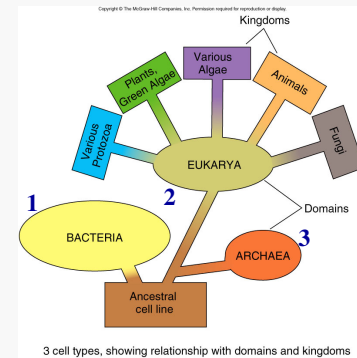 Copyright © The McGraw-Hill Companies, Inc. Permission required for reproduction or display
Kingdoms
Various
Algae
Plants,
Green Algae
Animals
Various
Protozoa
Fungi
EUKARYA
1
2
Domains
3
BACTERIA
ARCHAEA
Ancestral
cell line
3 cell types, showing relationship with domains and kingdoms